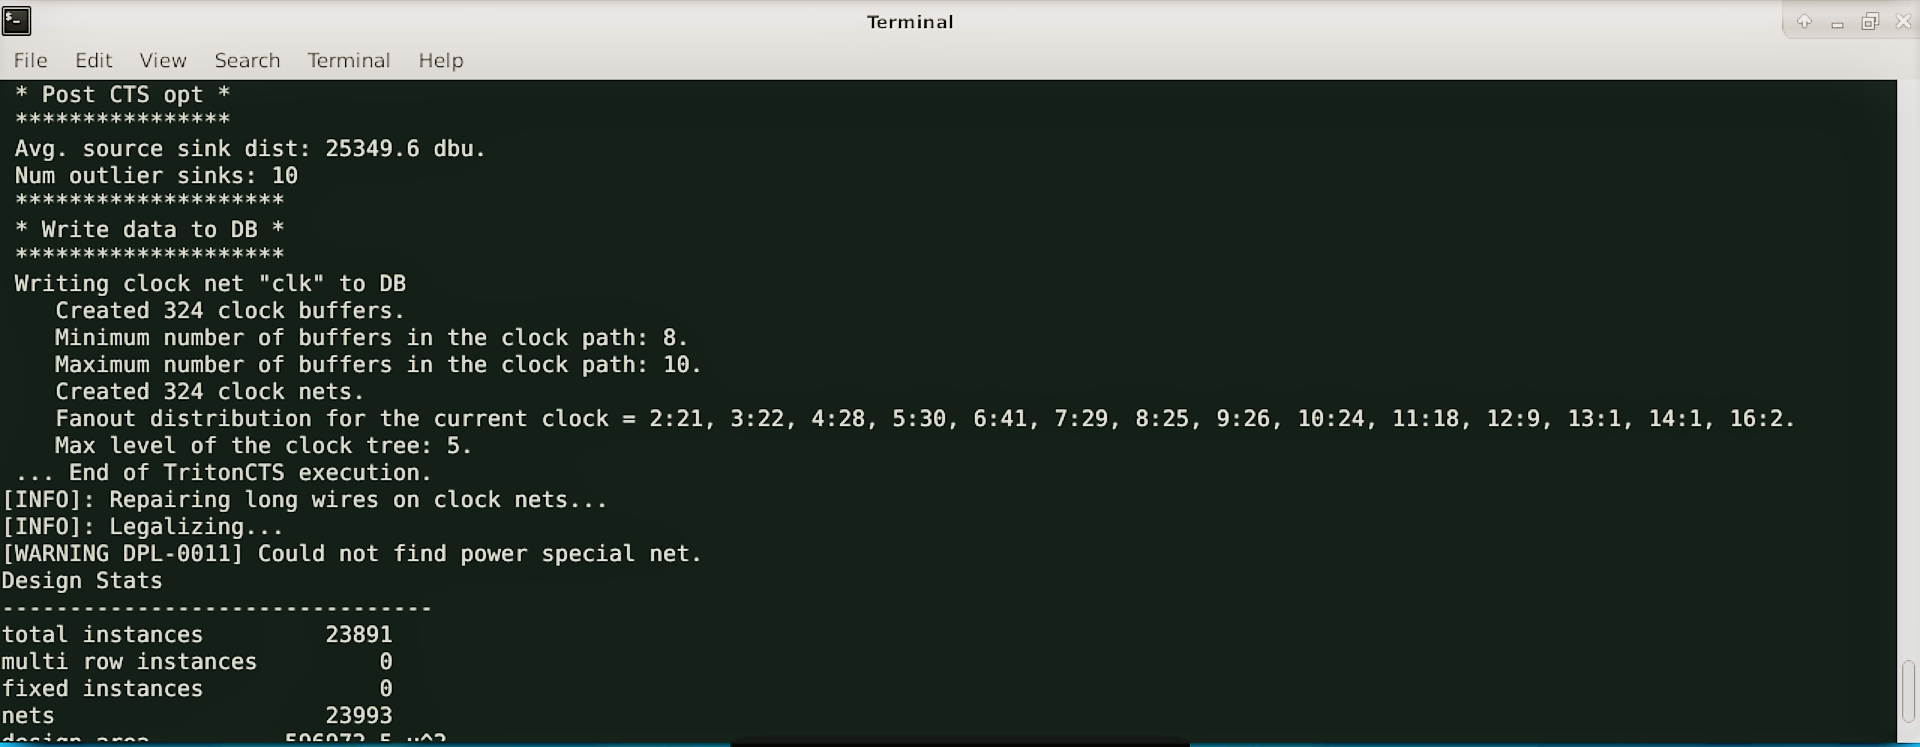 Terminal
File Edit View Search Terminal Help
* Post CTS opt *
****************
Avg. source sink dist: 25349.6 dbu.
Num outlier sinks: 10
********************
* Write data to DB *
********************
Writing clock net "clk" to DB
Created 324 clock buffers.
Minimum number of buffers in the clock path: 8.
Maximum number of buffers in the clock path: 10.
Created 324 clock nets.
Fanout distribution for the current clock = 2:21, 3:22, 4:28, 5:30, 6:41, 7:29, 8:25, 9:26, 10:24, 11:18, 12:9, 13:1, 14:1, 16:2.
Max level of the clock tree: 5.
... End of TritonCTS execution.
[INFO]: Repairing long wires on clock nets...
[INFO]: Legalizing...
[WARNING DPL-0011] Could not find power special net.
Design Stats
--------------------------------
total instances 23891
multi row instances 0
fixed instances 0
nets 23993
design area